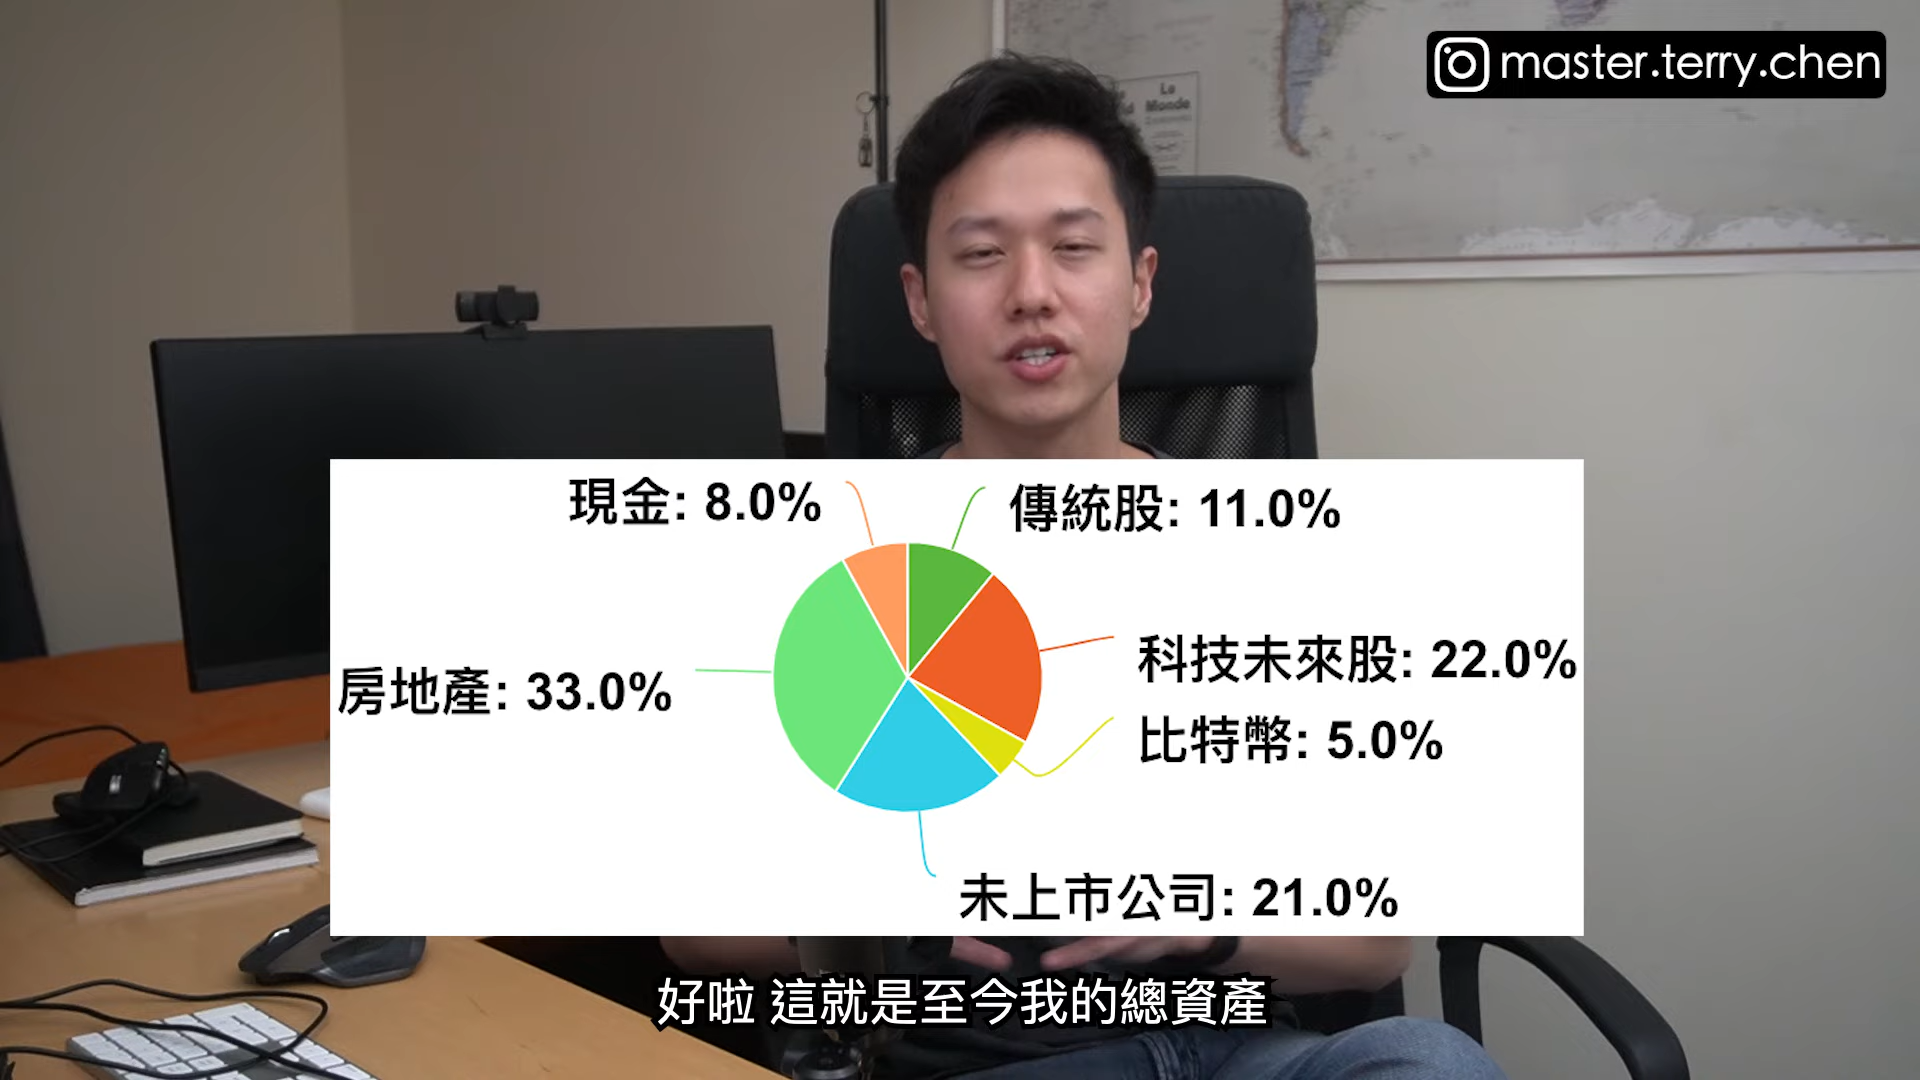 master.terry.chen
La
Monde
現金: 8.0%
傳統股: 11.0%
科技未來股: 22.0%
房地產: 33.0%
比特幣: 5.0%
未上市公司: 21.0%
好啦 這就是至今我的總資產